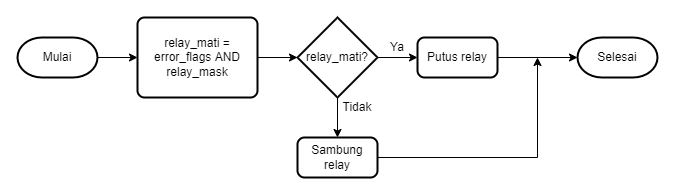 Mulai
relay_mati =
error_flags AND
relay_mask
relay_mati?
Ya
Putus relay
Selesai
Tidak
Sambung
relay